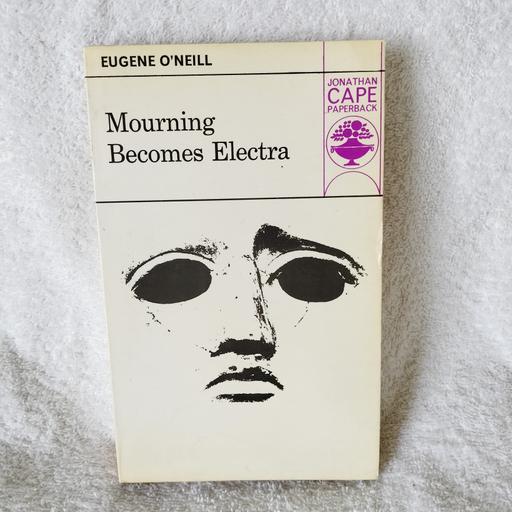 EUGENE O'NEILL
JONATHAN
CAPE
PAPERBACK
Mourning
Becomes Electra